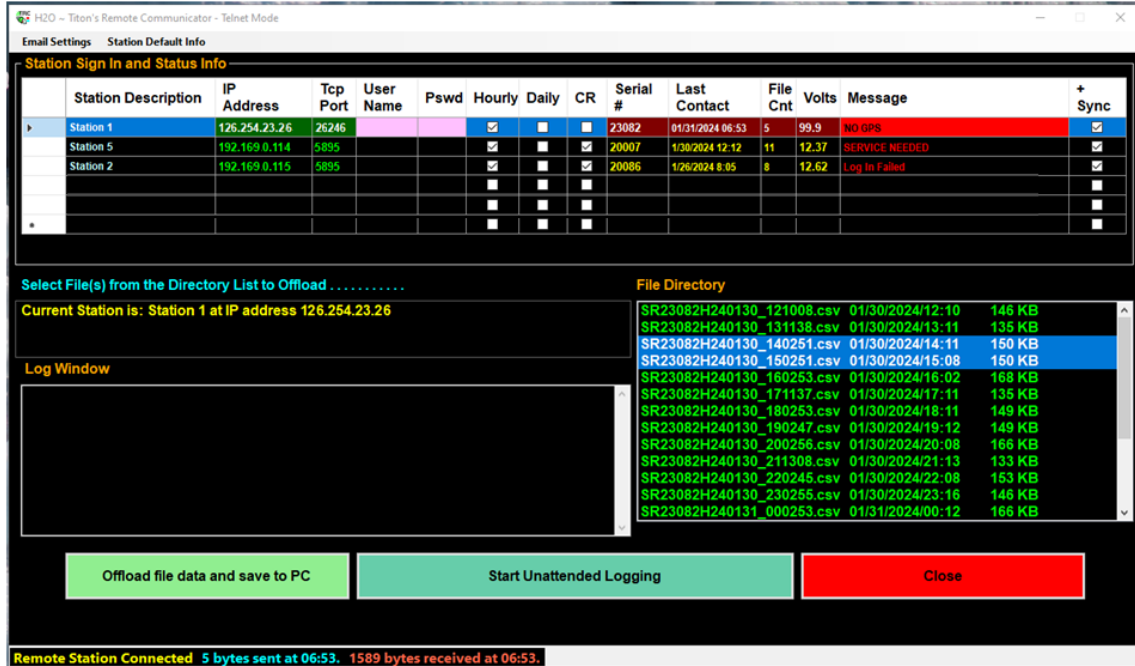 H2O ~ Titon's Remote Communicator - Telnet Mode
Email Settings Station Default Info
Station Sign In and Status Info
Station Description IP Address Tcp Port User Name Pswd Hourly Daily CR Serial # Last Contact File Cnt Volts Message + Sync
Station 1 126.254.23.26 26246 23082 01/31/2024 06:53 5 99.9 NO GPS
Station 5 192.169.0.114 5895 20007 1/30/2024 12:12 11 12.37 SERVICE NEEDED
Station 2 192.169.0.115 5895 20086 1/26/2024 8:05 8 12.62 Log In Failed
Select File(s) from the Directory List to Offload . . . . . . . . . . .
Current Station is: Station 1 at IP address 126.254.23.26
Log Window
File Directory
SR23082H240130_121008.csv 01/30/2024/12:10 146 KB
SR23082H240130_131138.csv 01/30/2024/13:11 135 KB
SR23082H240130_140251.csv 01/30/2024/14:11 150 KB
SR23082H240130_150251.csv 01/30/2024/15:08 150 KB
SR23082H240130_160253.csv 01/30/2024/16:02 168 KB
SR23082H240130_171137.csv 01/30/2024/17:11 135 KB
SR23082H240130_180253.csv 01/30/2024/18:11 149 KB
SR23082H240130_190247.csv 01/30/2024/19:12 149 KB
SR23082H240130_200256.csv 01/30/2024/20:08 166 KB
SR23082H240130_211308.csv 01/30/2024/21:13 133 KB
SR23082H240130_220245.csv 01/30/2024/22:08 153 KB
SR23082H240130_230255.csv 01/30/2024/23:16 146 KB
SR23082H240131_000253.csv 01/31/2024/00:12 166 KB
Offload file data and save to PC
Start Unattended Logging
Close
Remote Station Connected 5 bytes sent at 06:53. 1589 bytes received at 06:53.